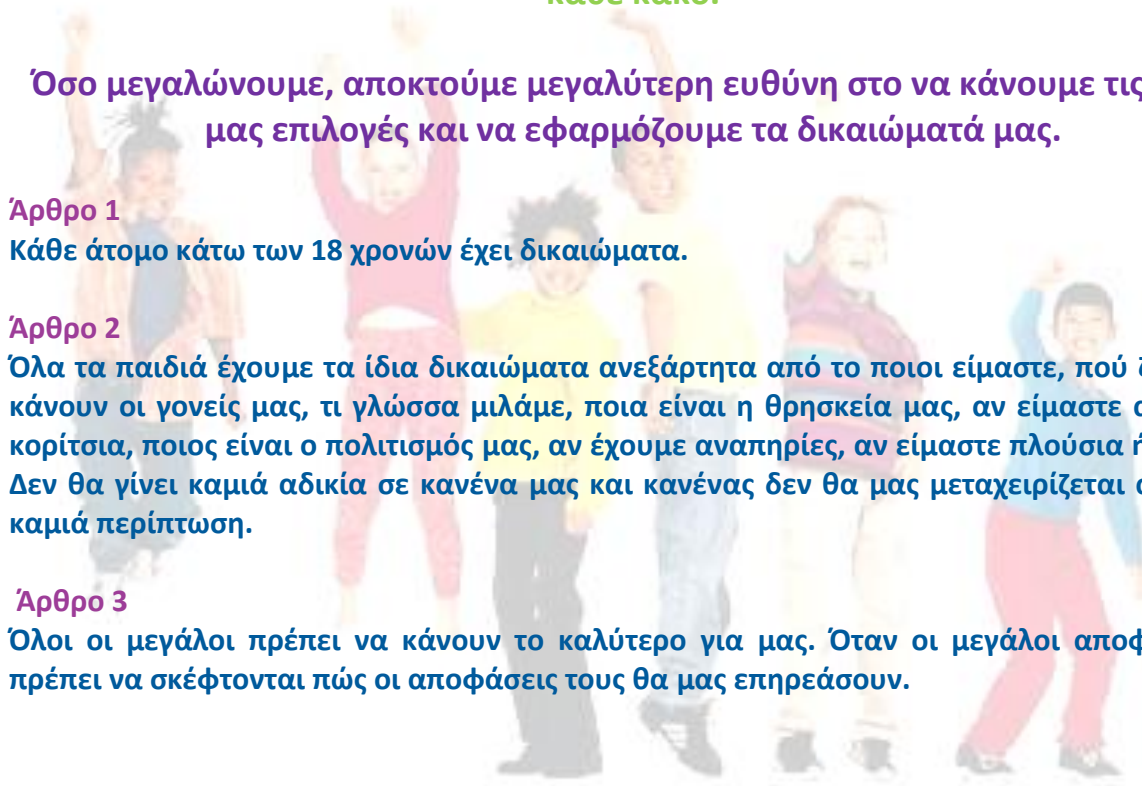 Όσο μεγαλώνουμε, αποκτούμε μεγαλύτερη ευθύνη στο να κάνουμε τις
μας επιλογές και να εφαρμόζουμε τα δικαιώματά μας.
Άρθρο 1
Κάθε άτομο κάτω των 18 χρονών έχει δικαιώματα.
Άρθρο 2
Όλα τα παιδιά έχουμε τα ίδια δικαιώματα ανεξάρτητα από το ποιοι είμαστε, πού
κάνουν οι γονείς μας, τι γλώσσα μιλάμε, ποια είναι η θρησκεία μας, αν είμαστε
κορίτσια, ποιος είναι ο πολιτισμός μας, αν έχουμε αναπηρίες, αν είμαστε πλούσια ή
Δεν θα γίνει καμιά αδικία σε κανένα μας και κανένας δεν θα μας μεταχειρίζεται
καμιά περίπτωση.
Άρθρο 3
Όλοι οι μεγάλοι πρέπει να κάνουν το καλύτερο για μας. Όταν οι μεγάλοι
πρέπει να σκέφτονται πώς οι αποφάσεις τους θα μας επηρεάσουν.